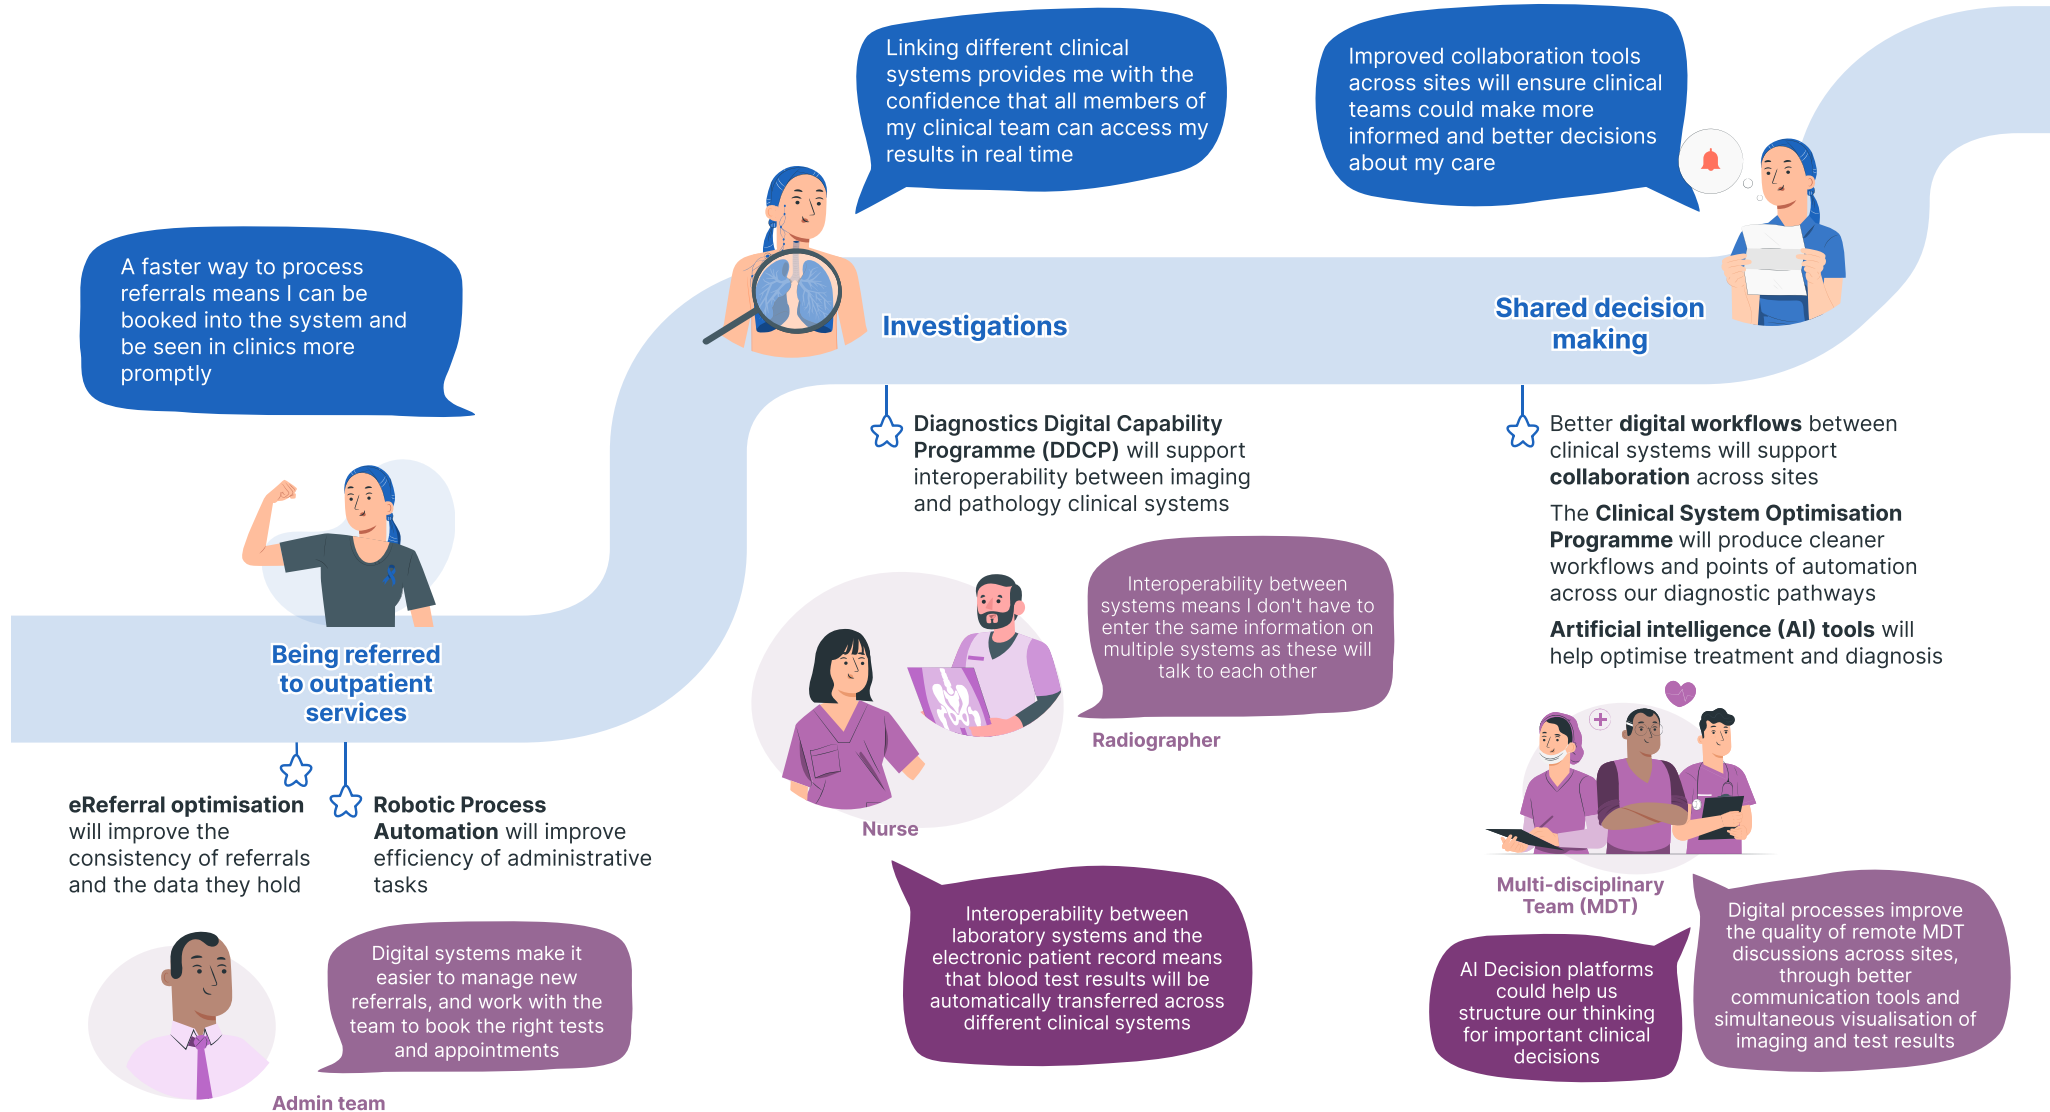 A faster way to process
referrals means I can be
booked into the system and
be seen in clinics more
promptly
Being referred
to outpatient
services
eReferral optimisation
will improve the
consistency of referrals
and the data they hold
Robotic Process
Automation will improve
efficiency of administrative
tasks
Digital systems make it
easier to manage new
referrals, and work with the
team to book the right tests
and appointments
Admin team
Linking different clinical
systems provides me with the
confidence that all members of
my clinical team can access my
results in real time
Investigations
Diagnostics Digital Capability
Programme (DDCP) will support
interoperability between imaging
and pathology clinical systems
Interoperability between
systems means I don't have to
enter the same information on
multiple systems as these will
talk to each other
Radiographer
Nurse
Interoperability between
laboratory systems and the
electronic patient record means
that blood test results will be
automatically transferred across
different clinical systems
Improved collaboration tools
across sites will ensure clinical
teams could make more
informed and better decisions
about my care
Shared decision
making
Better digital workflows between
clinical systems will support
collaboration across sites
The Clinical System Optimisation
Programme will produce cleaner
workflows and points of automation
across our diagnostic pathways
Artificial intelligence (AI) tools will
help optimise treatment and diagnosis
Multi-disciplinary
Team (MDT)
AI Decision platforms
could help us
structure our thinking
for important clinical
decisions
Digital processes improve
the quality of remote MDT
discussions across sites,
through better
communication tools and
simultaneous visualisation of
imaging and test results